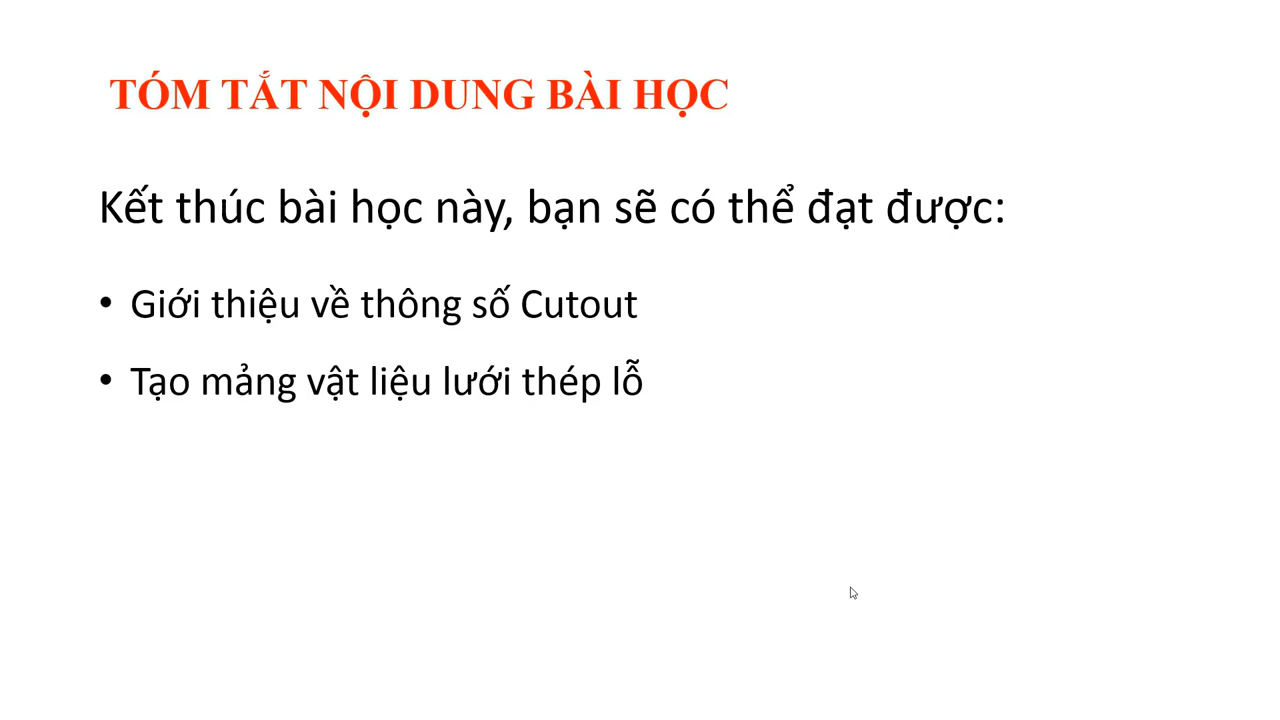 TÓM TẮT NỘI DUNG BÀI HỌC
Kết thúc bài học này, bạn sẽ có thể đạt được:
• Giới thiệu về thông số Cutout
• Tạo mảng vật liệu lưới thép lỗ